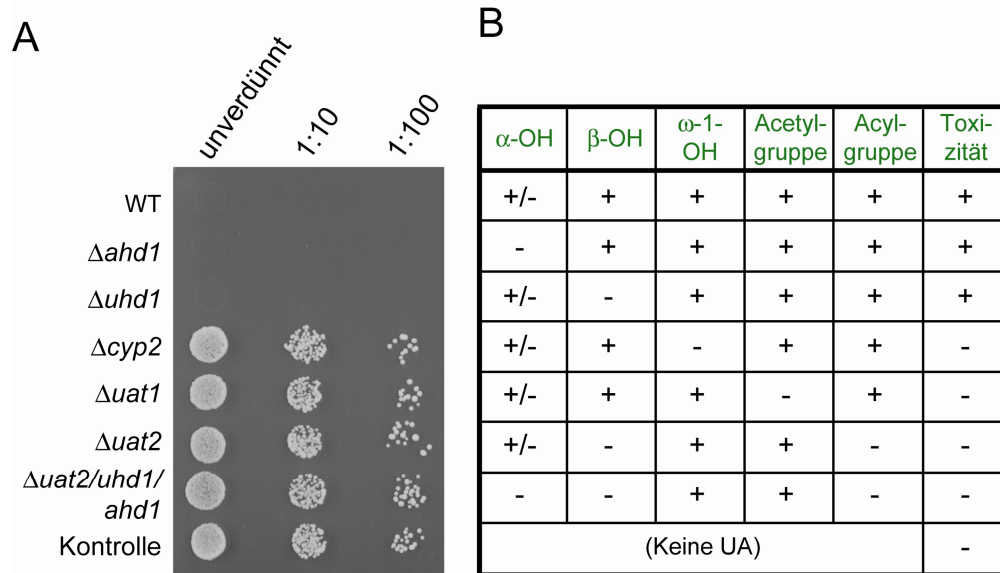 A
unverdünnt
1:10
1:100
WT
Δahd1
Δuhd1
Δcyp2
Δuat1
Δuat2
Δuat2/uhd1/
ahd1
Kontrolle
B
α-OH β-OH ω-1-OH Acetyl-gruppe Acyl-gruppe Toxi-zität
+/- + + + + +
- + + + + +
+/- - + + + +
+/- + - + + -
+/- + + - + -
+/- - + + - -
- - + + - -
(Keine UA) -